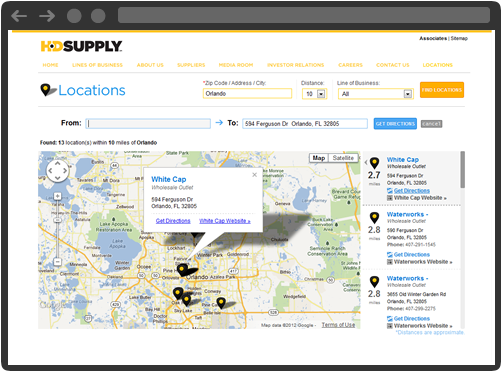 HDSUPPLY
Associates | Sitemap
HOME LINES OF BUSINESS ABOUT US SUPPLIERS MEDIA ROOM INVESTOR RELATIONS CAREERS CONTACT US LOCATIONS
Locations
*Zip Code / Address / City: Distance: Line of Business:
Orlando 10 All FIND LOCATIONS
From: To: 594 Ferguson Dr Orlando, FL 32805 GET DIRECTIONS cancel
Found: 13 location(s) within 10 miles of Orlando
Map Satellite
White Cap
Wholesale Outlet
594 Ferguson Dr
Orlando, FL 32805
Get Directions White Cap Website »
Lake Apopka
Winter Park
Orlando
Lockhart
Map data ©2012 Google - Terms of Use
White Cap
Wholesale Outlet
2.7 miles
594 Ferguson Dr
Orlando, FL 32805
Get Directions
White Cap Website »
Waterworks -
Wholesale Outlet
2.8 miles
Orlando, FL 32805
Phone: 407-291-1545
Waterworks Website »
Waterworks -
Wholesale Outlet
2.8 miles
3655 Old Winter Garden Rd
Orlando, FL 32805
Phone: 407-299-2275
Get Directions
Waterworks Website »
*Distances are approximate